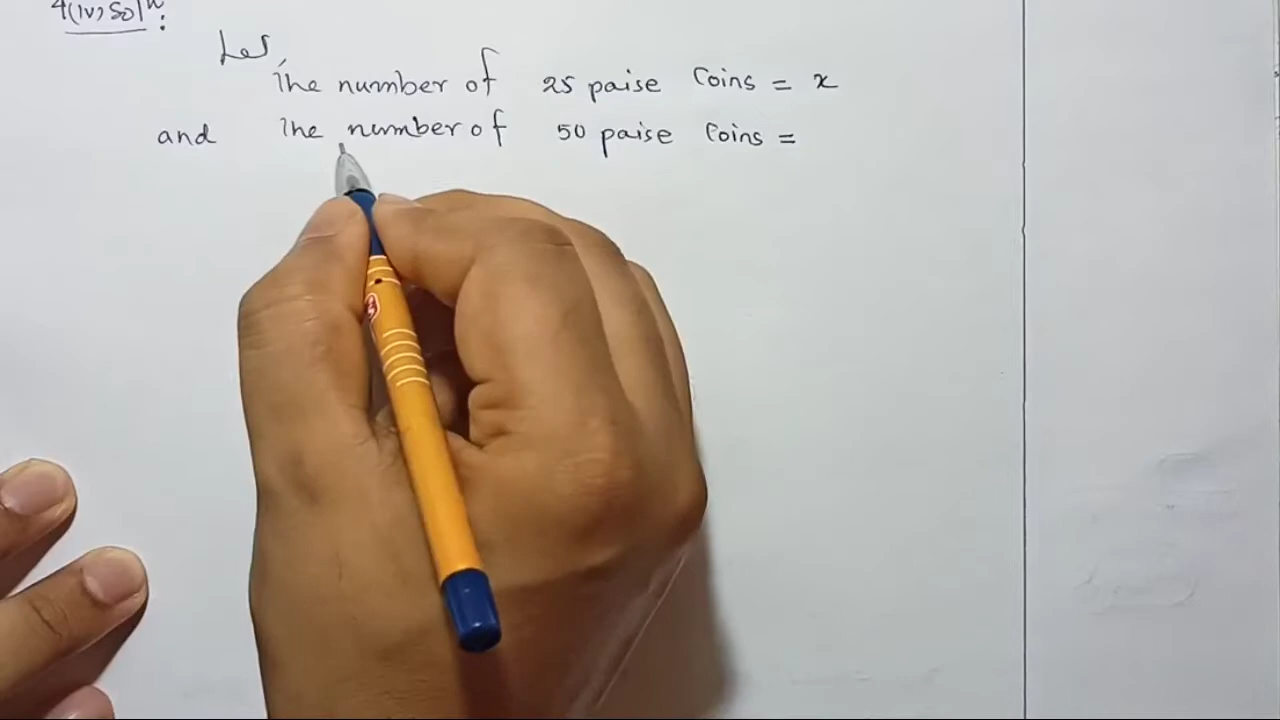 4(iv) Solⁿ:
Let,
The number of 25 paise Coins = x
and The number of 50 paise Coins =